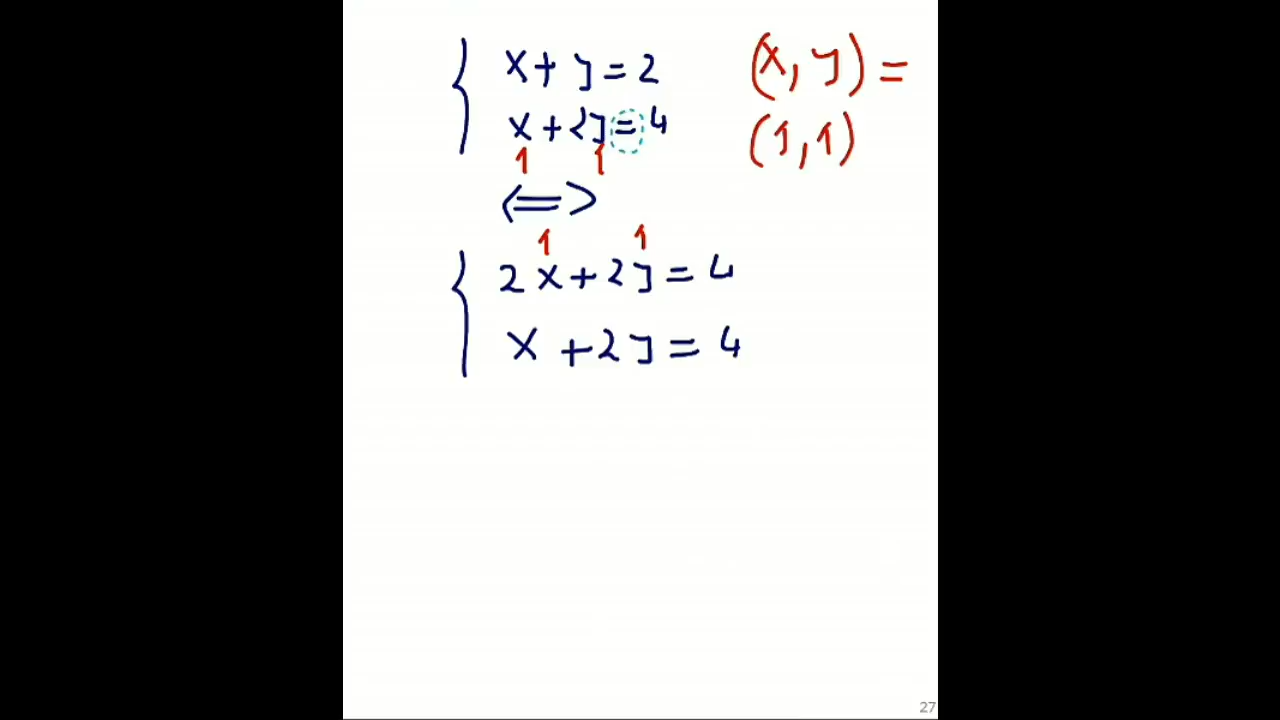 x + y = 2 (x, y) =
x + 2y = 4 (1, 1)
1 1
<=>
1 1
2x + 2y = 4
x + 2y = 4
27